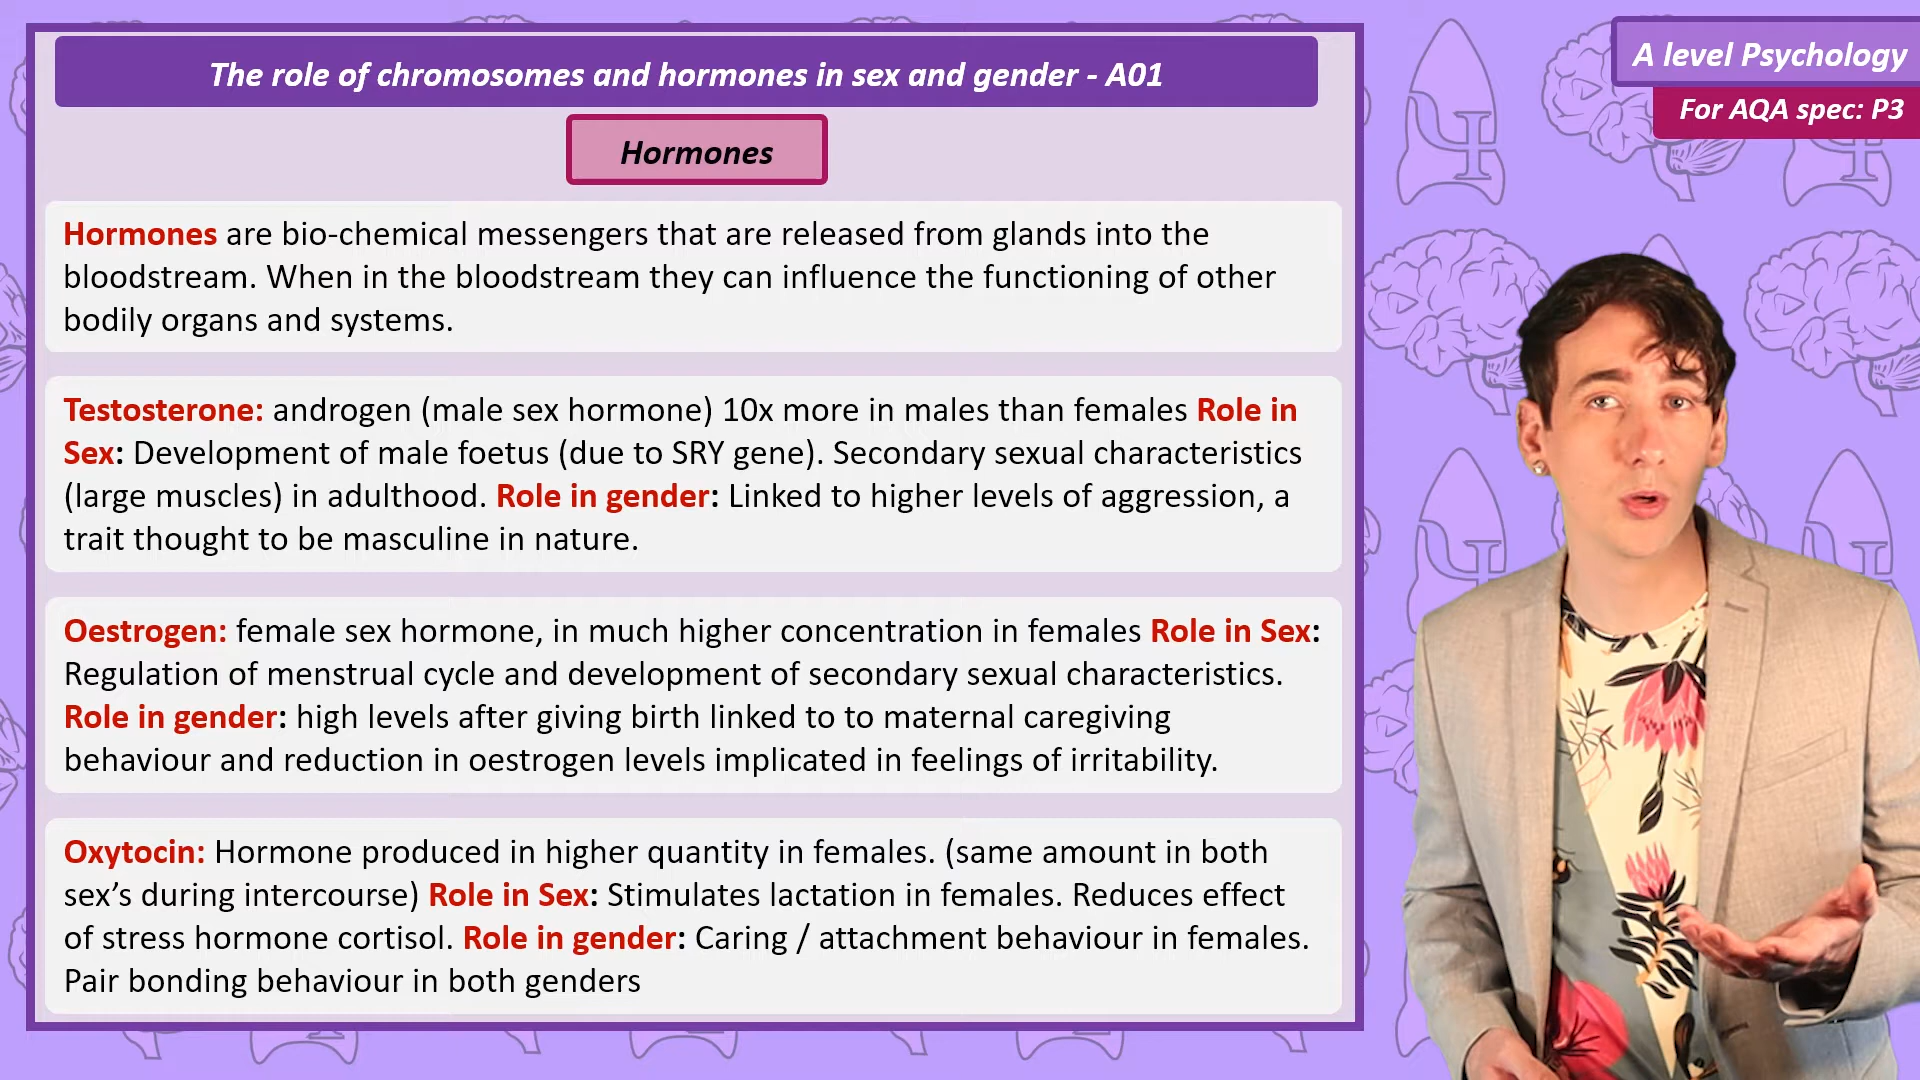 The role of chromosomes and hormones in sex and gender - A01
A level Psychology
For AQA spec: P3
Hormones
Hormones are bio-chemical messengers that are released from glands into the
bloodstream. When in the bloodstream they can influence the functioning of other
bodily organs and systems.
Testosterone: androgen (male sex hormone) 10x more in males than females Role in
Sex: Development of male foetus (due to SRY gene). Secondary sexual characteristics
(large muscles) in adulthood. Role in gender: Linked to higher levels of aggression, a
trait thought to be masculine in nature.
Oestrogen: female sex hormone, in much higher concentration in females Role in Sex:
Regulation of menstrual cycle and development of secondary sexual characteristics.
Role in gender: high levels after giving birth linked to to maternal caregiving
behaviour and reduction in oestrogen levels implicated in feelings of irritability.
Oxytocin: Hormone produced in higher quantity in females. (same amount in both
sex’s during intercourse) Role in Sex: Stimulates lactation in females. Reduces effect
of stress hormone cortisol. Role in gender: Caring / attachment behaviour in females.
Pair bonding behaviour in both genders